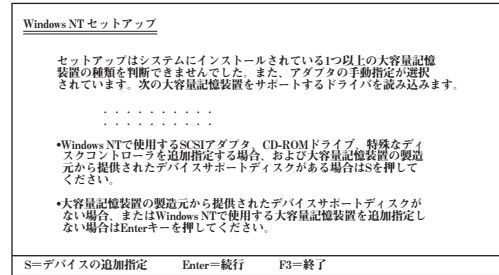 Windows NT セットアップ
セットアップはシステムにインストールされている1つ以上の大容量記憶
装置の種類を判断できませんでした。また、アダプタの手動指定が選択
されています。次の大容量記憶装置をサポートするドライバを読み込みます。
. . . . . . . . . .
. . . . . . . . . .
•Windows NTで使用するSCSIアダプタ、CD-ROMドライブ、特殊なディ
スクコントローラを追加指定する場合、および大容量記憶装置の製造
元から提供されたデバイスサポートディスクがある場合はSを押して
ください。
•大容量記憶装置の製造元から提供されたデバイスサポートディスクが
ない場合、またはWindows NTで使用する大容量記憶装置を追加指定し
ない場合はEnterキーを押してください。
S=デバイスの追加指定 Enter=続行 F3=終了